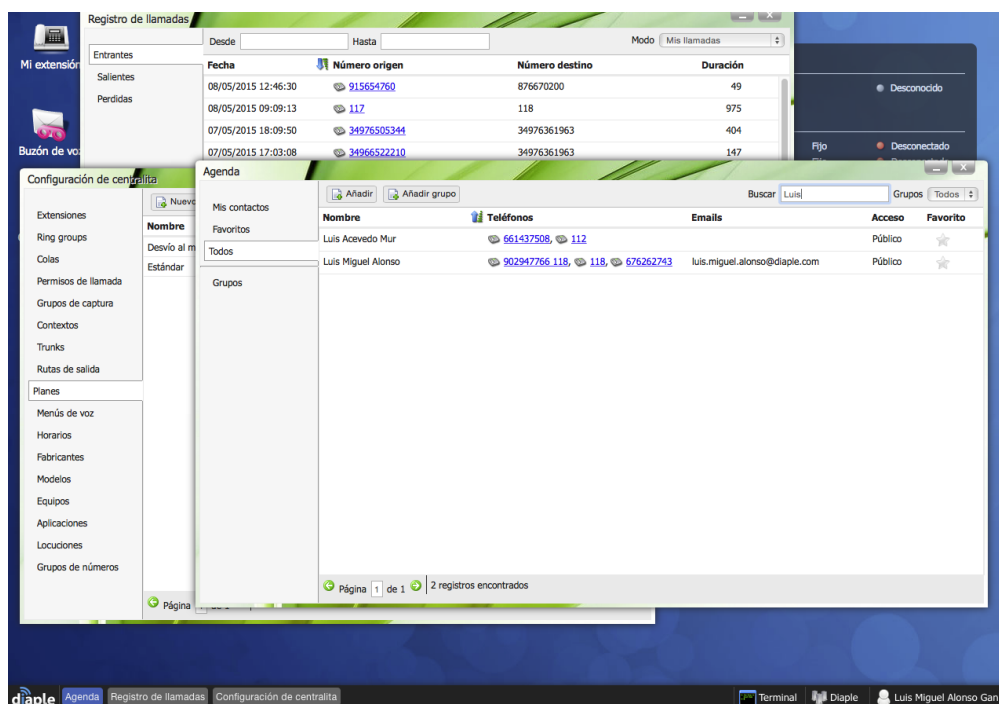 Registro de llamadas
Mi extensión
Entrantes
Salientes
Perdidas
Desde Hasta Modo Mis llamadas
Fecha Número origen Número destino Duración
08/05/2015 12:46:30 915654760 876670200 49
08/05/2015 09:09:13 117 118 975
07/05/2015 18:09:50 34976505344 34976361963 404
07/05/2015 17:03:08 34966522210 34976361963 147
Desconocido
Fijo Desconectado
Buzón de vo
Configuración de centralita
Extensiones
Ring groups
Colas
Permisos de llamada
Grupos de captura
Contextos
Trunks
Rutas de salida
Planes
Menús de voz
Horarios
Fabricantes
Modelos
Equipos
Aplicaciones
Locuciones
Grupos de números
Nuevo
Nombre
Desvío al m
Estándar
Página
Agenda
Mis contactos
Favoritos
Todos
Grupos
Añadir Añadir grupo Buscar Luis Grupos Todos
Nombre Teléfonos Emails Acceso Favorito
Luis Acevedo Mur 661437508, 112 Público
Luis Miguel Alonso 902947766 118, 118, 676262743 luis.miguel.alonso@diaple.com Público
Página 1 de 1 2 registros encontrados
diaple Agenda Registro de llamadas Configuración de centralita Terminal Diaple Luis Miguel Alonso Gan